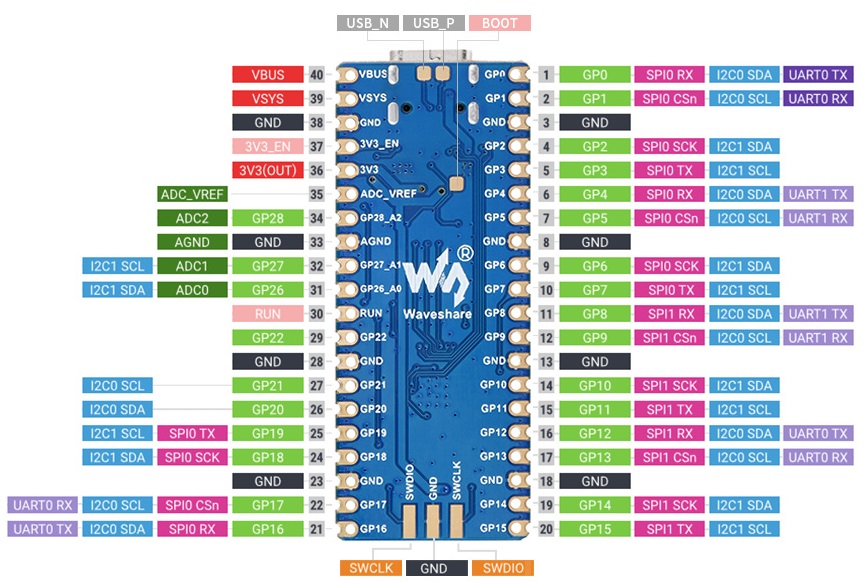 USB_N USB_P BOOT
VBUS 40 VBUS GP0 1 GP0 SPI0 RX I2C0 SDA UART0 TX
VSYS 39 VSYS GP1 2 GP1 SPI0 CSn I2C0 SCL UART0 RX
GND 38 GND GND 3 GND
3V3_EN 37 3V3_EN GP2 4 GP2 SPI0 SCK I2C1 SDA
3V3(OUT) 36 3V3 GP3 5 GP3 SPI0 TX I2C1 SCL
ADC_VREF 35 ADC_VREF GP4 6 GP4 SPI0 RX I2C0 SDA UART1 TX
ADC2 GP28 34 GP28_A2 GP5 7 GP5 SPI0 CSn I2C0 SCL UART1 RX
AGND GND 33 AGND GND 8 GND
I2C1 SCL ADC1 GP27 32 GP27_A1 GP6 9 GP6 SPI0 SCK I2C1 SDA
I2C1 SDA ADC0 GP26 31 GP26_A0 GP7 10 GP7 SPI0 TX I2C1 SCL
RUN 30 RUN Waveshare ® GP8 11 GP8 SPI1 RX I2C0 SDA UART1 TX
GP22 29 GP22 GP9 12 GP9 SPI1 CSn I2C0 SCL UART1 RX
GND 28 GND GND 13 GND
I2C0 SCL GP21 27 GP21 GP10 14 GP10 SPI1 SCK I2C1 SDA
I2C0 SDA GP20 26 GP20 GP11 15 GP11 SPI1 TX I2C1 SCL
I2C1 SCL SPI0 TX GP19 25 GP19 GP12 16 GP12 SPI1 RX I2C0 SDA UART0 TX
I2C1 SDA SPI0 SCK GP18 24 GP18 GP13 17 GP13 SPI1 CSn I2C0 SCL UART0 RX
GND 23 GND SWDIO GND SWCLK GND 18 GND
UART0 RX I2C0 SCL SPI0 CSn GP17 22 GP17 GP14 19 GP14 SPI1 SCK I2C1 SDA
UART0 TX I2C0 SDA SPI0 RX GP16 21 GP16 GP15 20 GP15 SPI1 TX I2C1 SCL
SWCLK GND SWDIO